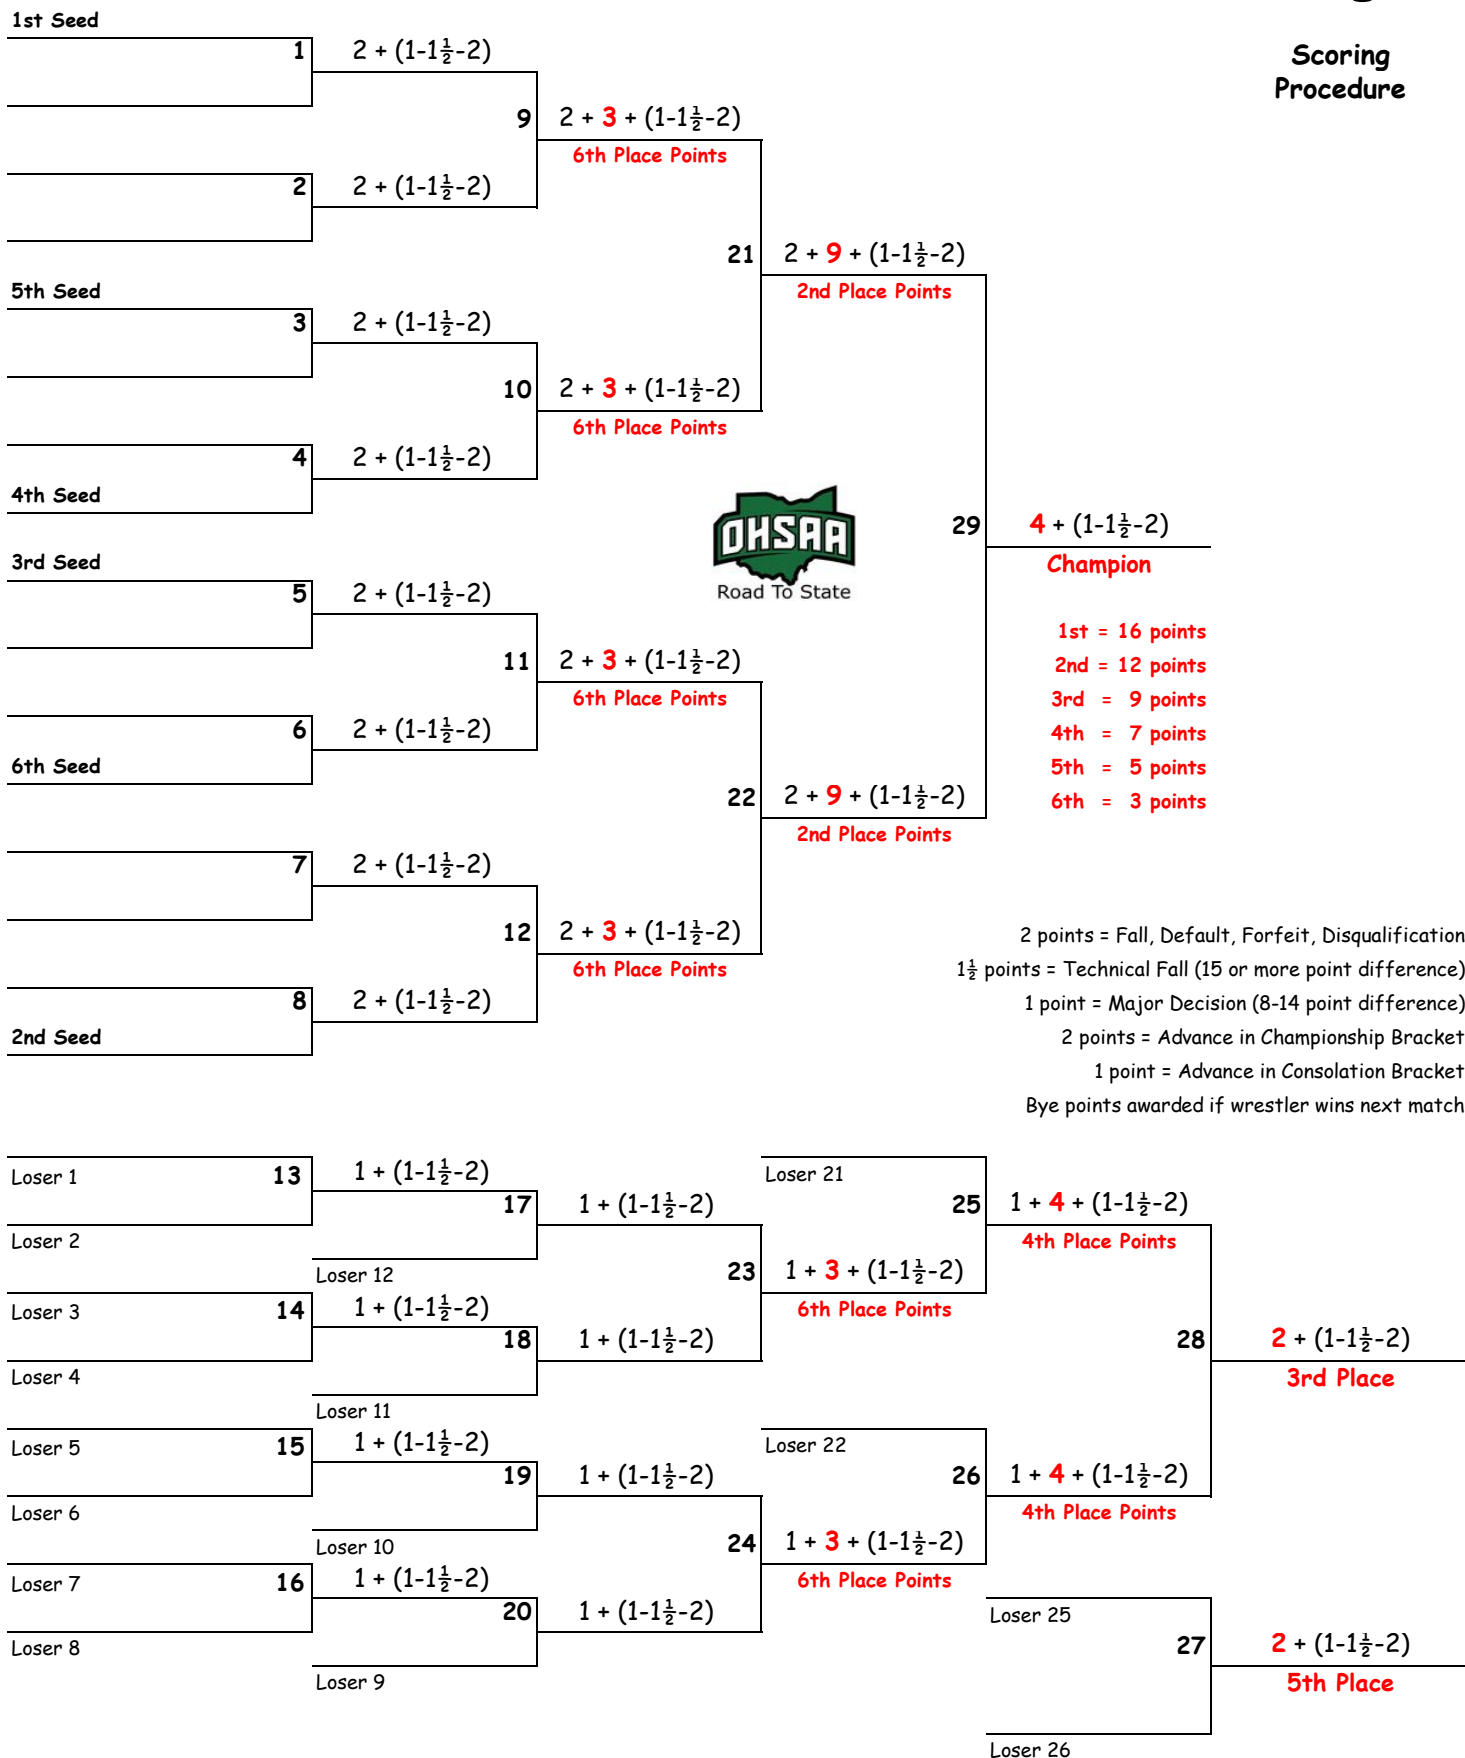 Scoring
Procedure
1st Seed
1
2 + (1-1½-2)
9
2 + 3 + (1-1½-2)
6th Place Points
2
2 + (1-1½-2)
21
2 + 9 + (1-1½-2)
2nd Place Points
5th Seed
3
2 + (1-1½-2)
10
2 + 3 + (1-1½-2)
6th Place Points
4
2 + (1-1½-2)
4th Seed
OHSAA
Road To State
29
4 + (1-1½-2)
Champion
3rd Seed
5
2 + (1-1½-2)
1st = 16 points
2nd = 12 points
3rd = 9 points
4th = 7 points
5th = 5 points
6th = 3 points
11
2 + 3 + (1-1½-2)
6th Place Points
6
2 + (1-1½-2)
6th Seed
22
2 + 9 + (1-1½-2)
2nd Place Points
7
2 + (1-1½-2)
12
2 + 3 + (1-1½-2)
6th Place Points
8
2 + (1-1½-2)
2nd Seed
2 points = Fall, Default, Forfeit, Disqualification
1½ points = Technical Fall (15 or more point difference)
1 point = Major Decision (8-14 point difference)
2 points = Advance in Championship Bracket
1 point = Advance in Consolation Bracket
Bye points awarded if wrestler wins next match
Loser 1
13
1 + (1-1½-2)
Loser 2
17
1 + (1-1½-2)
Loser 12
Loser 21
25
1 + 4 + (1-1½-2)
4th Place Points
23
1 + 3 + (1-1½-2)
6th Place Points
Loser 3
14
1 + (1-1½-2)
Loser 4
18
1 + (1-1½-2)
Loser 11
28
2 + (1-1½-2)
3rd Place
Loser 5
15
1 + (1-1½-2)
Loser 6
19
1 + (1-1½-2)
Loser 10
Loser 22
26
1 + 4 + (1-1½-2)
4th Place Points
24
1 + 3 + (1-1½-2)
6th Place Points
Loser 7
16
1 + (1-1½-2)
Loser 8
20
1 + (1-1½-2)
Loser 9
Loser 25
27
2 + (1-1½-2)
5th Place
Loser 26